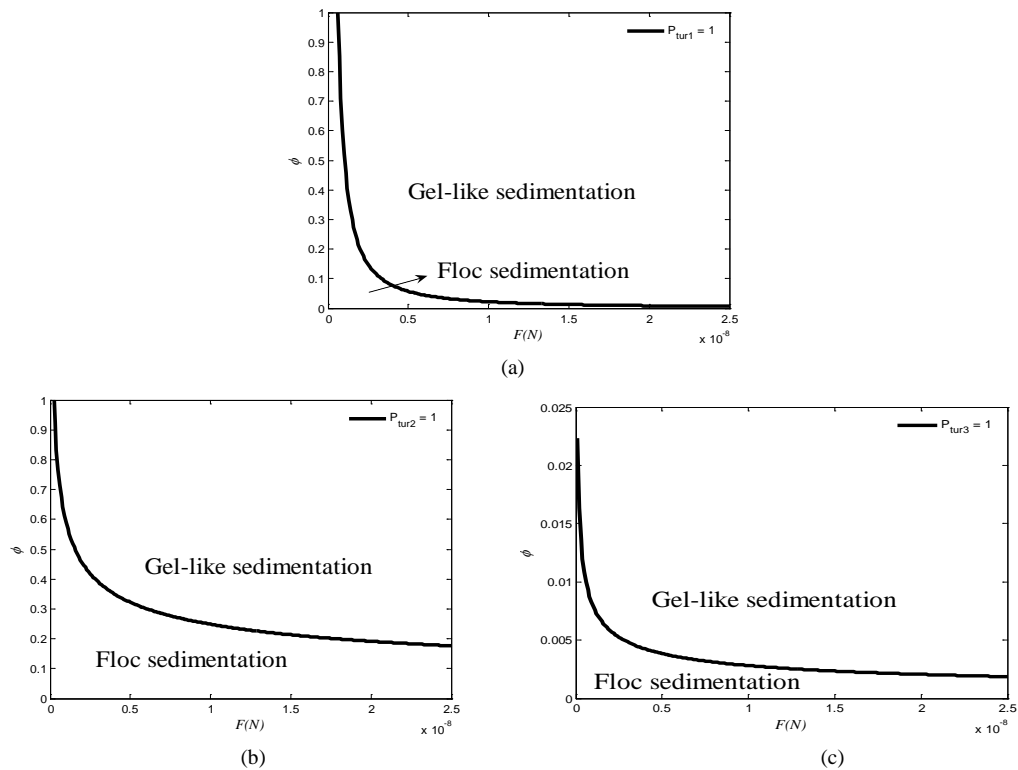 P_tur1 = 1
1
0.9
0.8
0.7
0.6
0.5
0.4
0.3
0.2
0.1
0
ϕ
Gel-like sedimentation
Floc sedimentation
0 0.5 1 1.5 2 2.5
F(N)
x 10^-8
(a)
P_tur2 = 1
1
0.9
0.8
0.7
0.6
0.5
0.4
0.3
0.2
0.1
0
ϕ
Gel-like sedimentation
Floc sedimentation
0 0.5 1 1.5 2 2.5
F(N)
x 10^-8
(b)
P_tur3 = 1
0.025
0.02
0.015
0.01
0.005
0
ϕ
Gel-like sedimentation
Floc sedimentation
0 0.5 1 1.5 2 2.5
F(N)
x 10^-8
(c)